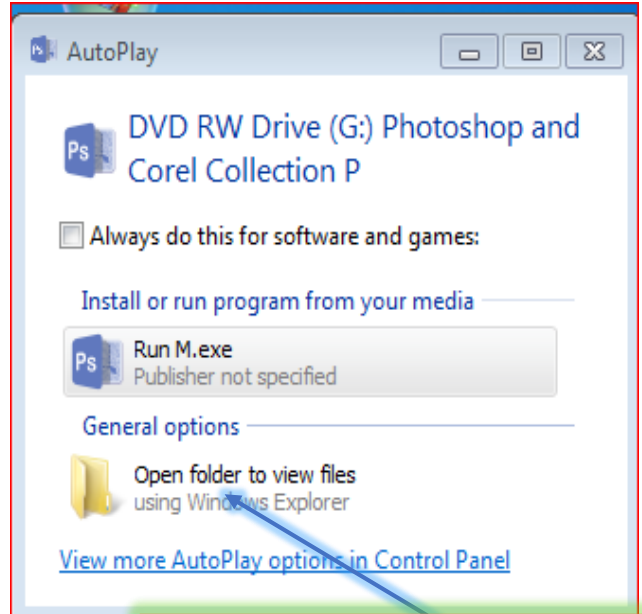 AutoPlay
DVD RW Drive (G:) Photoshop and
Corel Collection P
Always do this for software and games:
Install or run program from your media
Ps Run M.exe
Publisher not specified
General options
Open folder to view files
using Windows Explorer
View more AutoPlay options in Control Panel